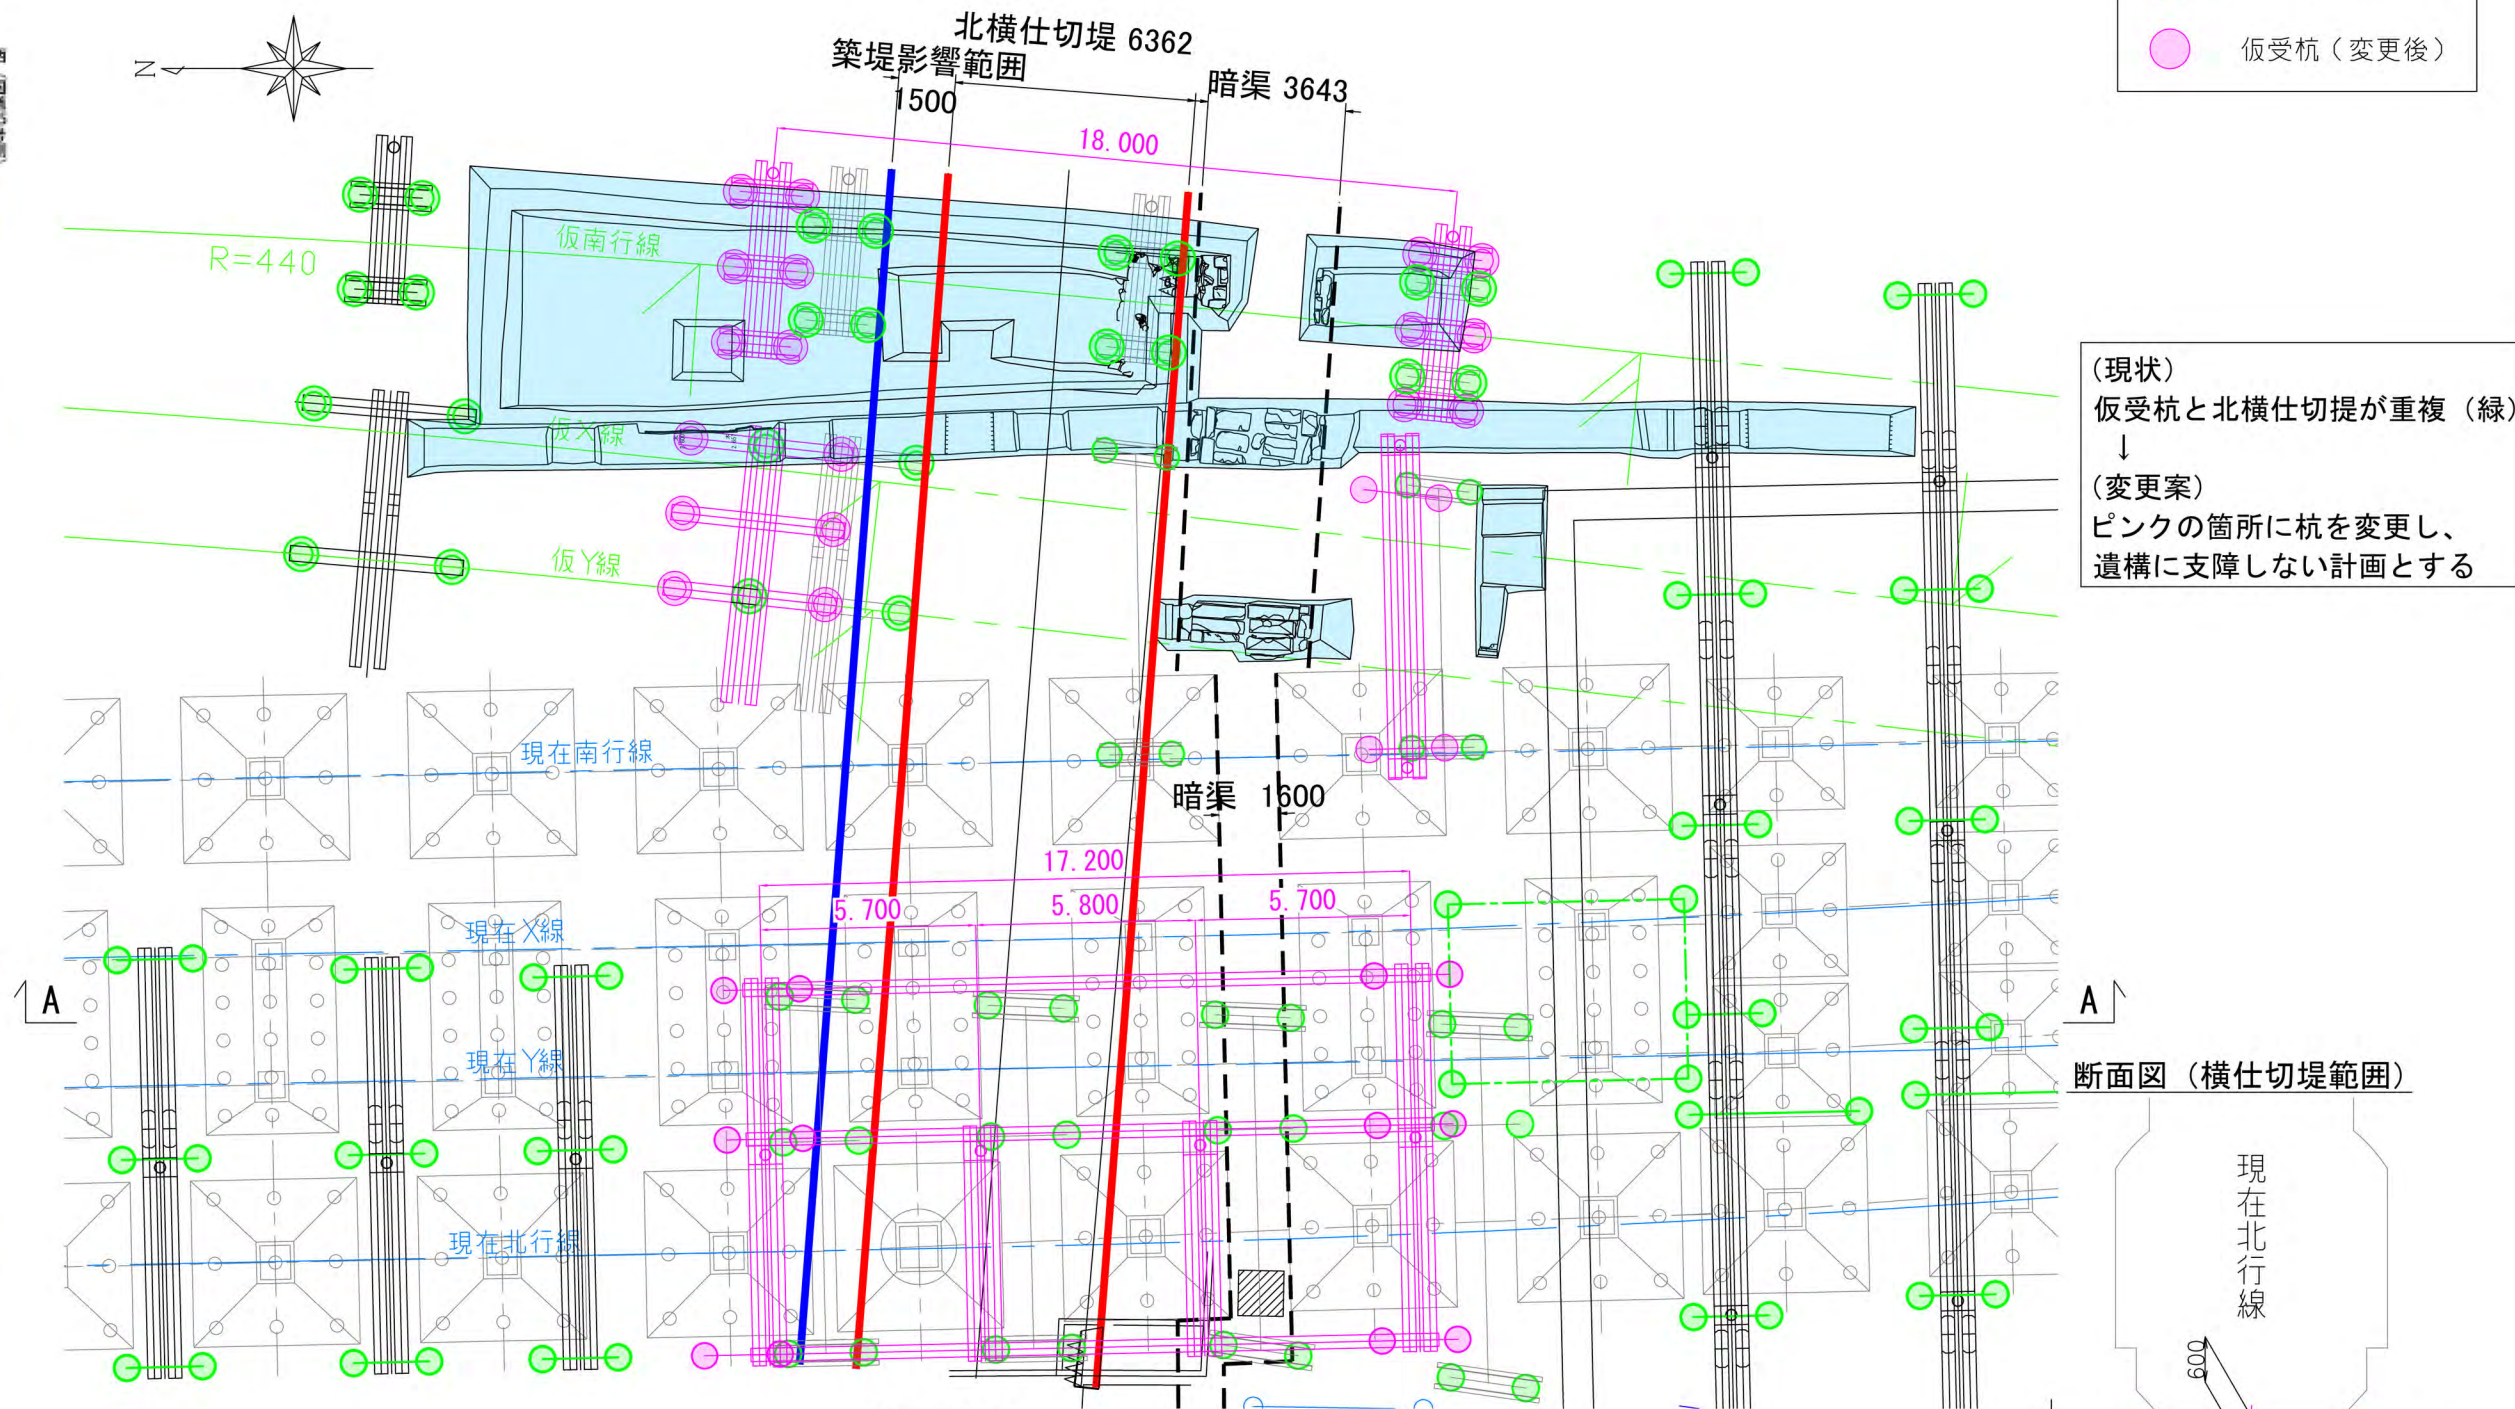 北横仕切堤 6362
築堤影響範囲
1500
暗渠 3643
N
18.000
仮受杭（変更後）
仮南行線
R=440
仮X線
仮Y線
(現状)
仮受杭と北横仕切提が重複（緑）
↓
(変更案)
ピンクの箇所に杭を変更し、
遺構に支障しない計画とする
現在南行線
暗渠 1600
17.200
5.700
5.800
5.700
現在X線
A
A
現在Y線
断面図（横仕切堤範囲）
現在北行線
現在北行線
600